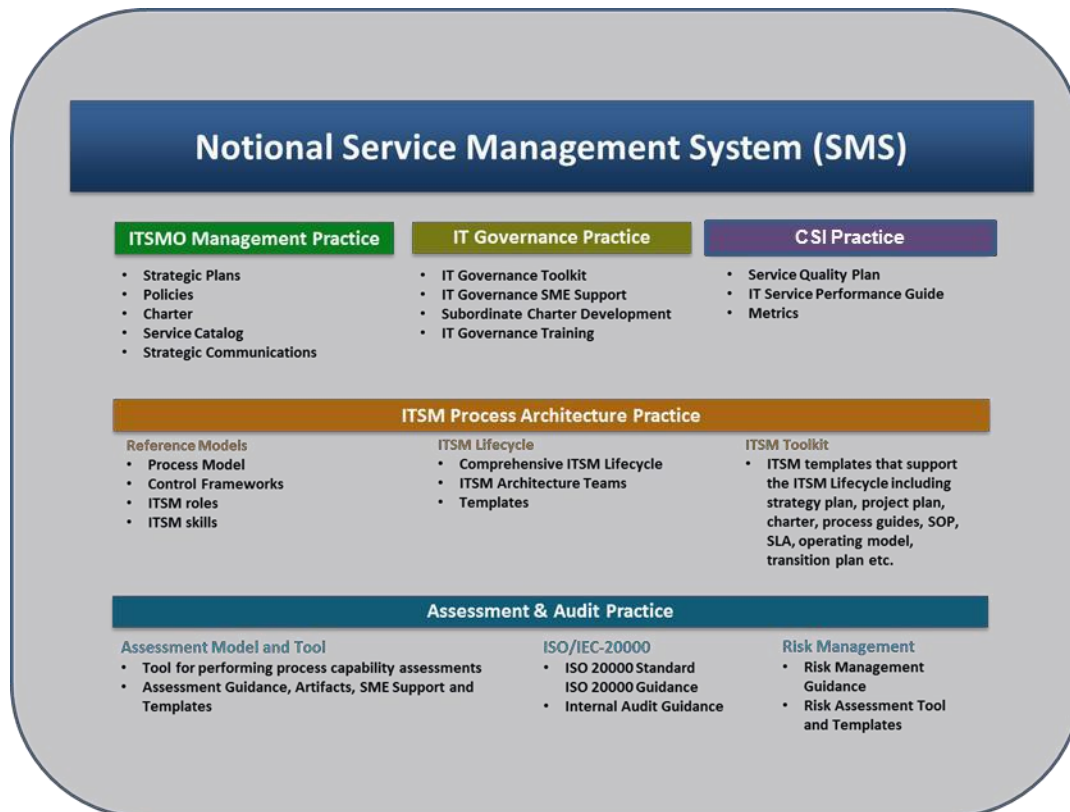 Notional Service Management System (SMS)
ITSMO Management Practice
• Strategic Plans
• Policies
• Charter
• Service Catalog
• Strategic Communications
IT Governance Practice
• IT Governance Toolkit
• IT Governance SME Support
• Subordinate Charter Development
• IT Governance Training
CSI Practice
• Service Quality Plan
• IT Service Performance Guide
• Metrics
ITSM Process Architecture Practice
Reference Models
• Process Model
• Control Frameworks
• ITSM roles
• ITSM skills
ITSM Lifecycle
• Comprehensive ITSM Lifecycle
• ITSM Architecture Teams
• Templates
ITSM Toolkit
• ITSM templates that support
the ITSM Lifecycle including
strategy plan, project plan,
charter, process guides, SOP,
SLA, operating model,
transition plan etc.
Assessment & Audit Practice
Assessment Model and Tool
• Tool for performing process capability assessments
• Assessment Guidance, Artifacts, SME Support and
Templates
ISO/IEC-20000
• ISO 20000 Standard
ISO 20000 Guidance
• Internal Audit Guidance
Risk Management
• Risk Management
Guidance
• Risk Assessment Tool
and Templates